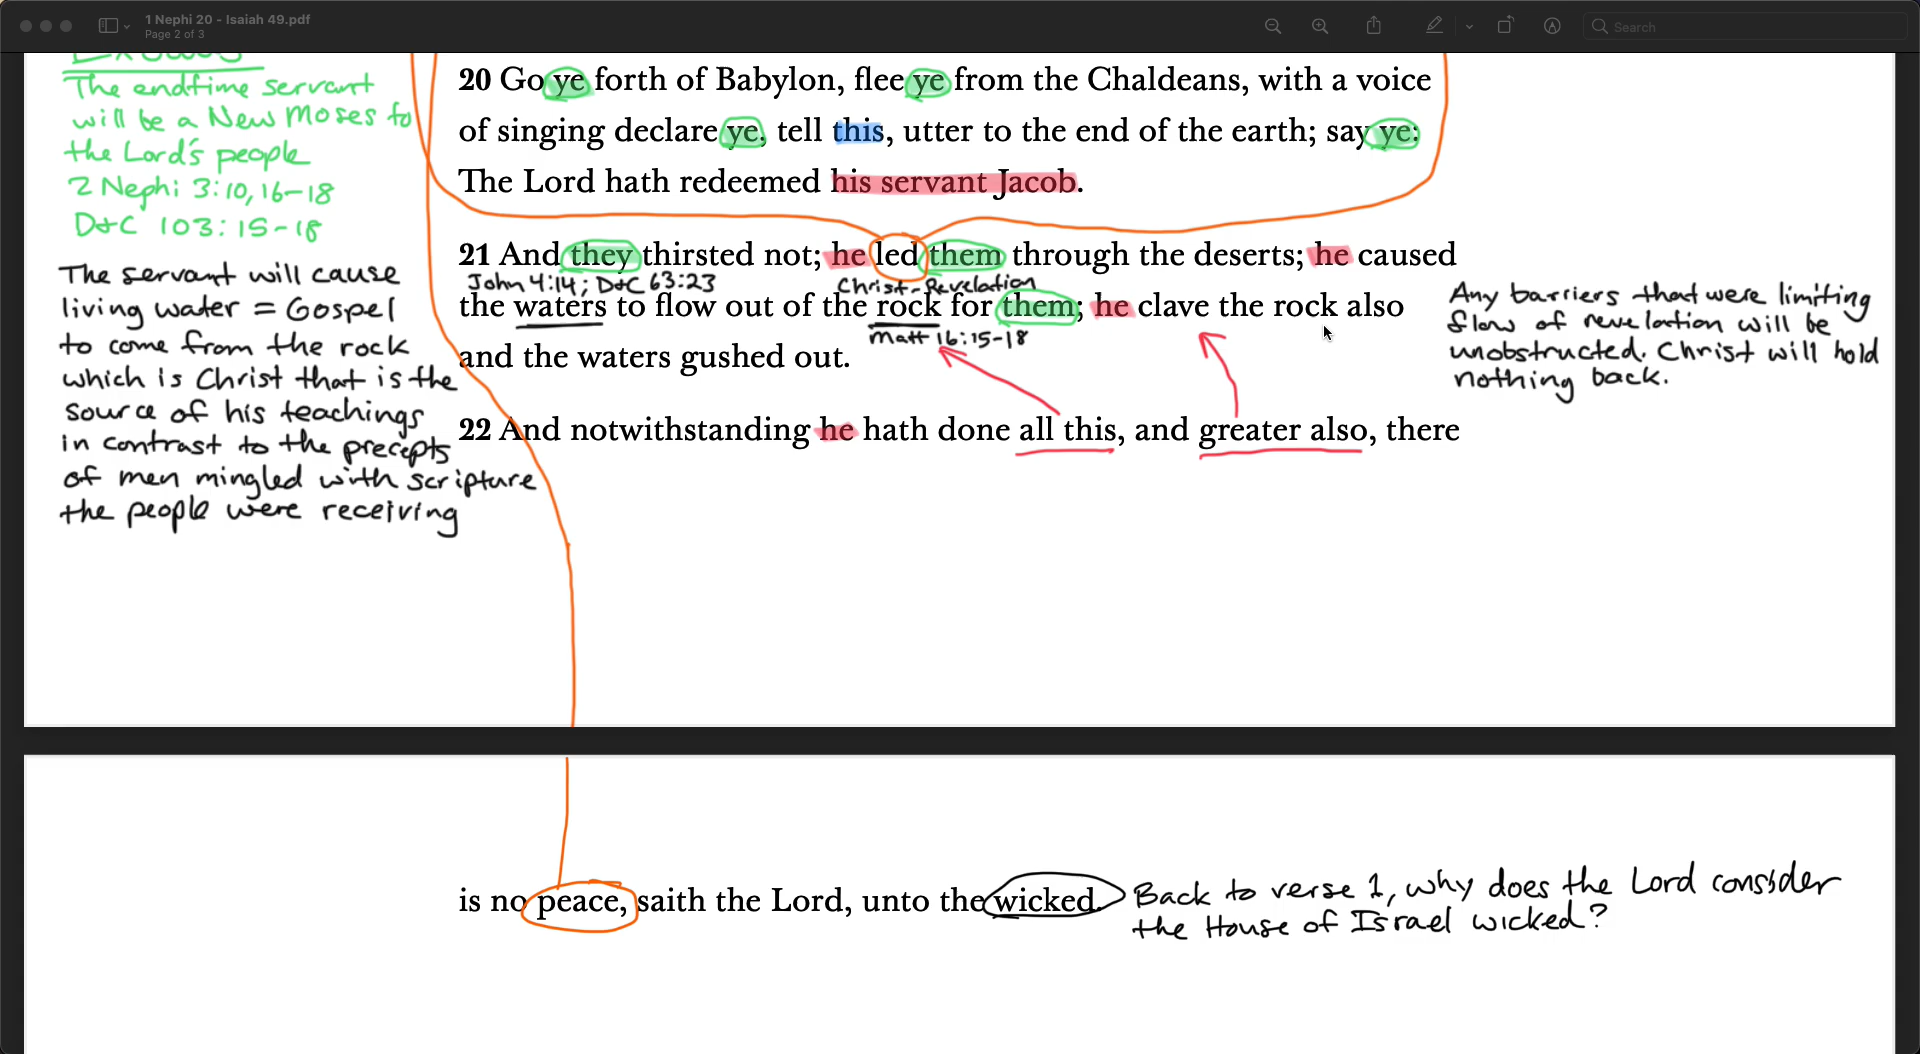 1 Nephi 20 - Isaiah 49.pdf
Page 2 of 3
Search
The endtime servant
will be a New Moses to
the Lord's people
2 Nephi 3:10,16-18
D+C 103:15-18
The servant will cause
living water = Gospel
to come from the rock
which is Christ that is the
source of his teachings
in contrast to the precepts
of men mingled with scripture
the people were receiving
20 Go ye forth of Babylon, flee ye from the Chaldeans, with a voice
of singing declare ye, tell this, utter to the end of the earth; say ye:
The Lord hath redeemed his servant Jacob.
21 And they thirsted not; he led them through the deserts; he caused
John 4:14; D+C 63:23
Christ-Revelation
the waters to flow out of the rock for them; he clave the rock also
Matt 16:15-18
and the waters gushed out.
22 And notwithstanding he hath done all this, and greater also, there
Any barriers that were limiting
flow of revelation will be
unobstructed. Christ will hold
nothing back.
is no peace, saith the Lord, unto the wicked.
Back to verse 1, why does the Lord consider
the House of Israel wicked?